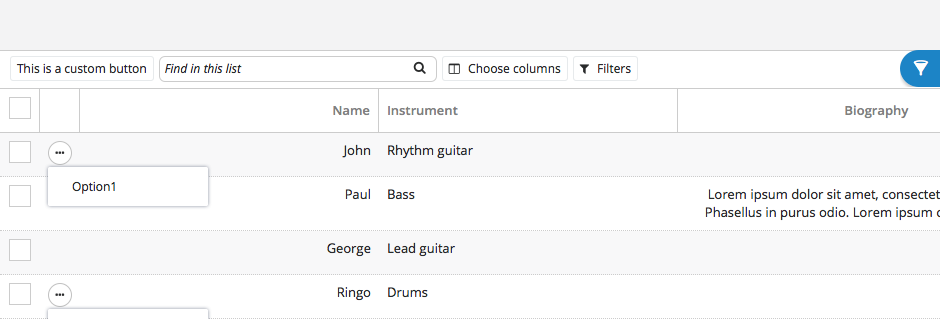 This is a custom button Find in this list Choose columns Filters
Name Instrument Biography
John Rhythm guitar
Option1
Paul Bass Lorem ipsum dolor sit amet, consectet
Phasellus in purus odio. Lorem ipsum
George Lead guitar
Ringo Drums